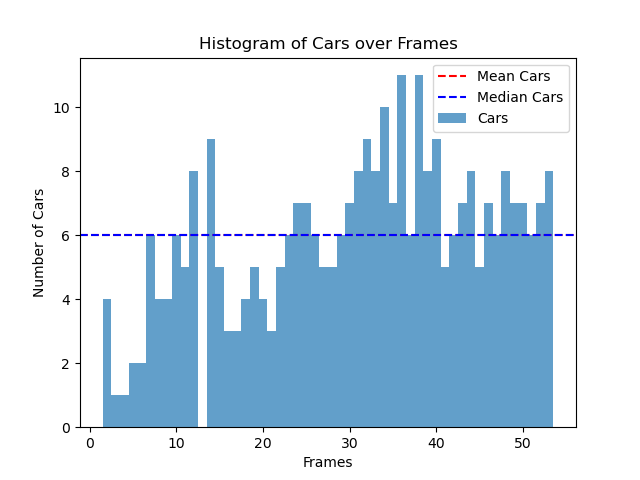 Histogram of Cars over Frames
Mean Cars
Median Cars
Cars
Number of Cars
10
8
6
4
2
0
0 10 20 30 40 50
Frames